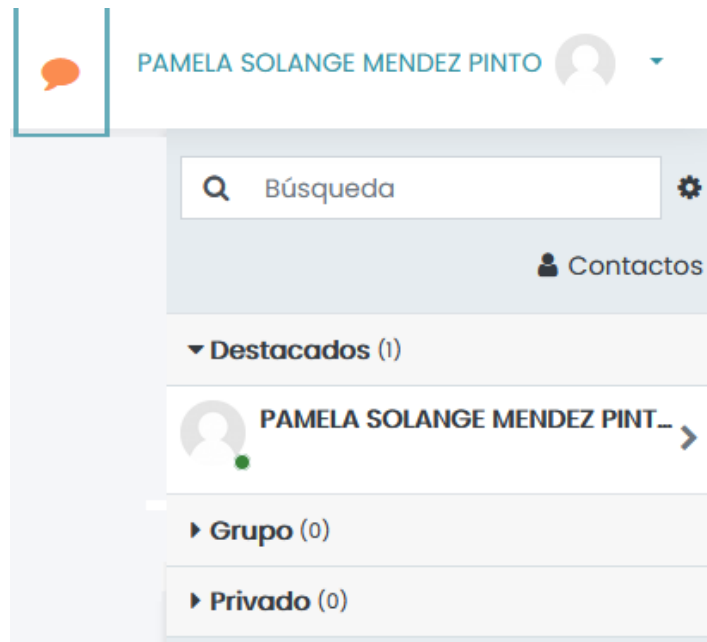 PAMELA SOLANGE MENDEZ PINTO
Búsqueda
Contactos
Destacados (1)
PAMELA SOLANGE MENDEZ PINT...
Grupo (0)
Privado (0)